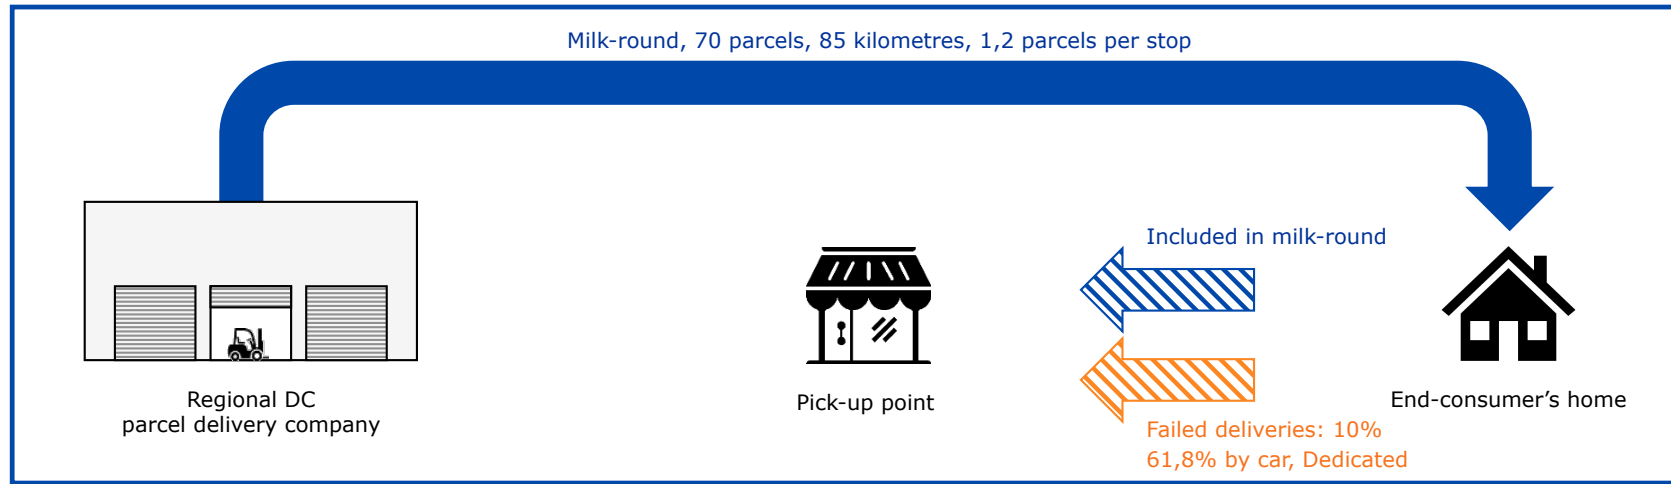 Milk-round, 70 parcels, 85 kilometres, 1,2 parcels per stop
Included in milk-round
Regional DC
parcel delivery company
Pick-up point
End-consumer's home
Failed deliveries: 10%
61,8% by car, Dedicated